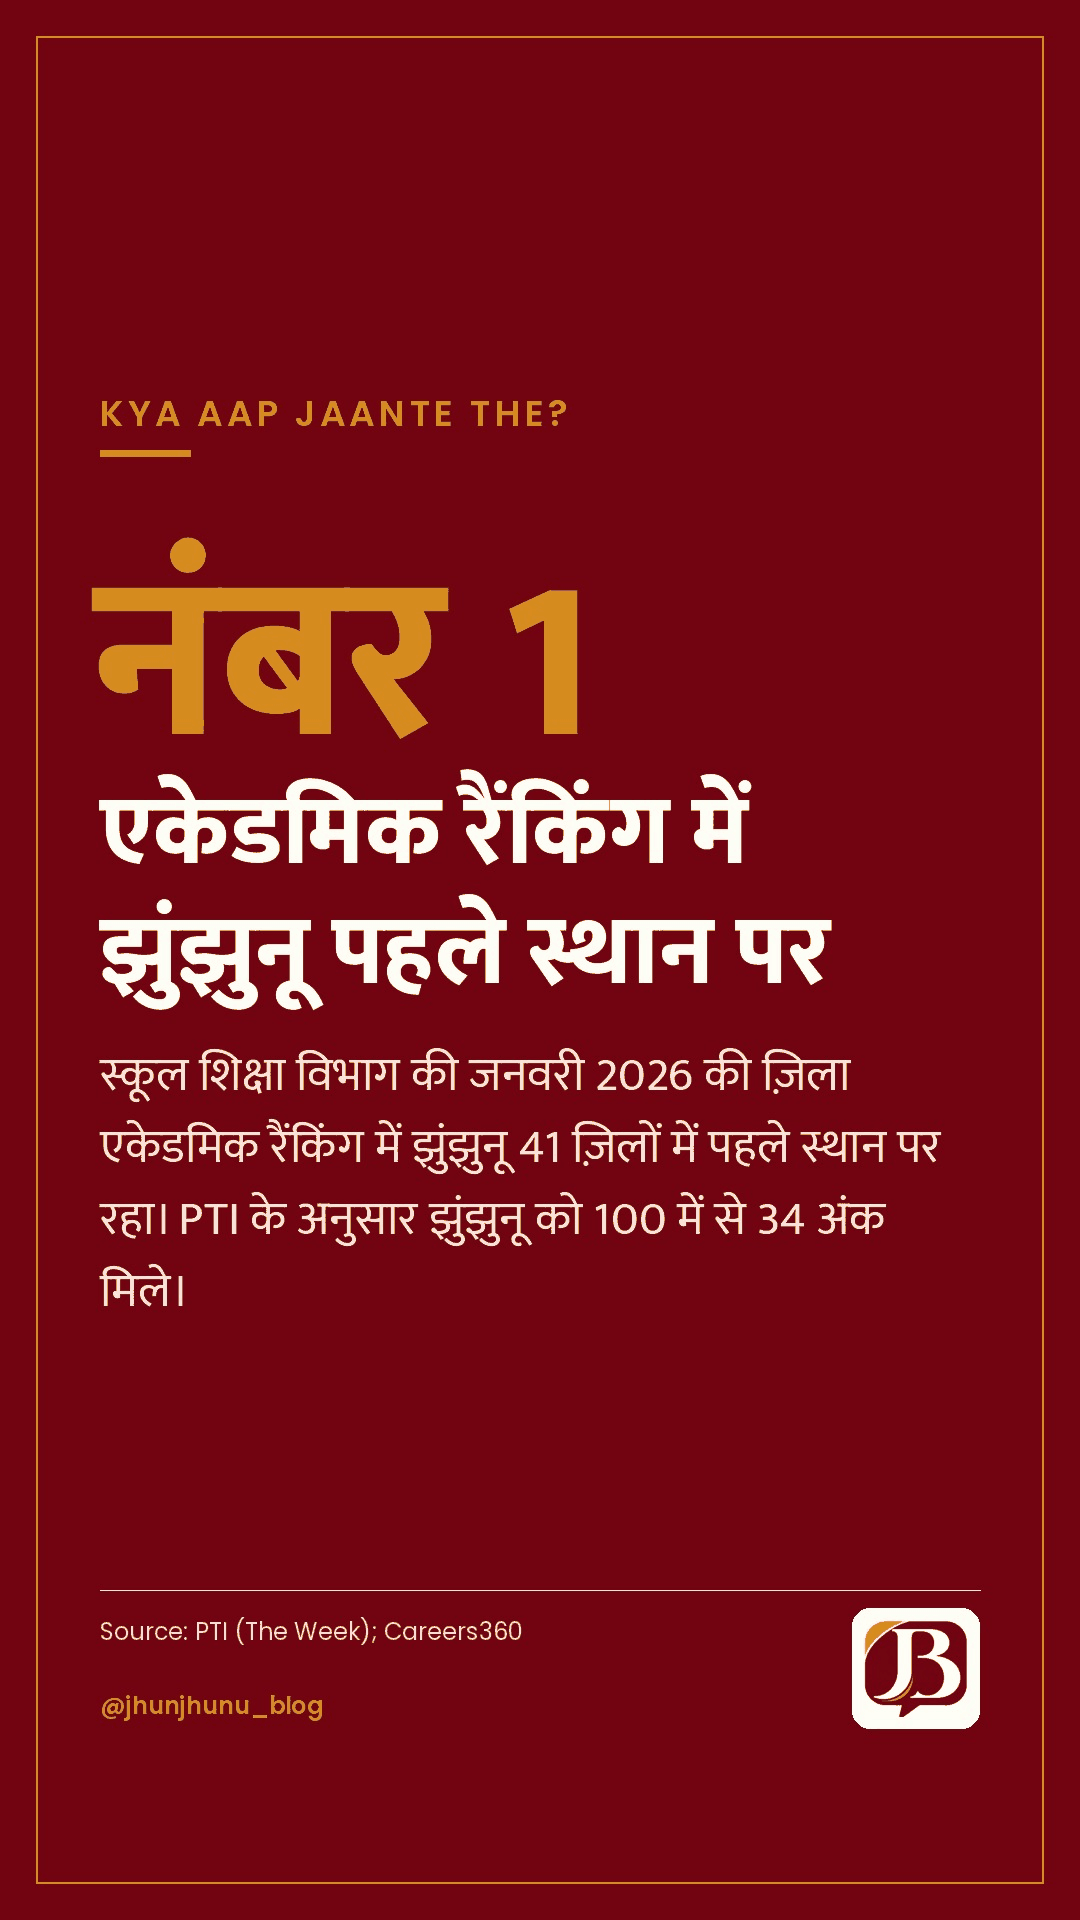 KYA AAP JAANTE THE?
नंबर 1
एकेडमिक रैंकिंग में
झुंझुनू पहले स्थान पर
स्कूल शिक्षा विभाग की जनवरी 2026 की ज़िला
एकेडमिक रैंकिंग में झुंझुनू 41 ज़िलों में पहले स्थान पर
रहा। PTI के अनुसार झुंझुनू को 100 में से 34 अंक
मिले।
Source: PTI (The Week); Careers360
JB
@jhunjhunu_blog